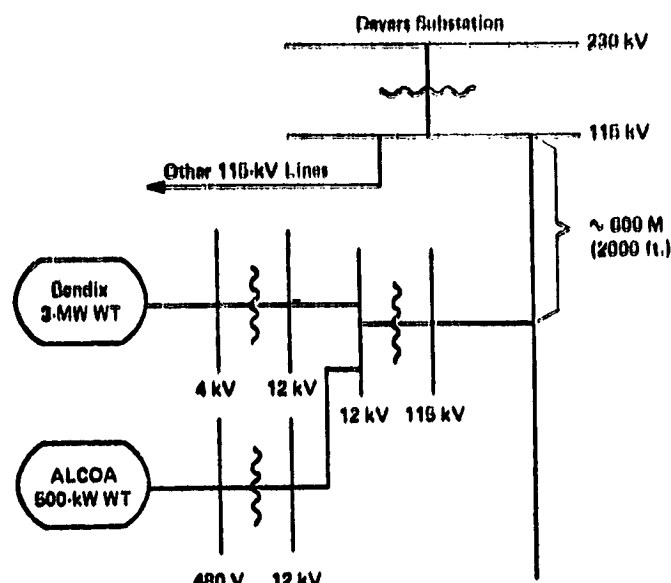 Devers Substation
230 kV
115 kV
Other 115-kV Lines
~ 600 M
(2000 ft.)
Bendix
3-MW WT
4 kV
12 kV
12 kV
115 kV
ALCOA
500-kW WT
480 V
12 kV